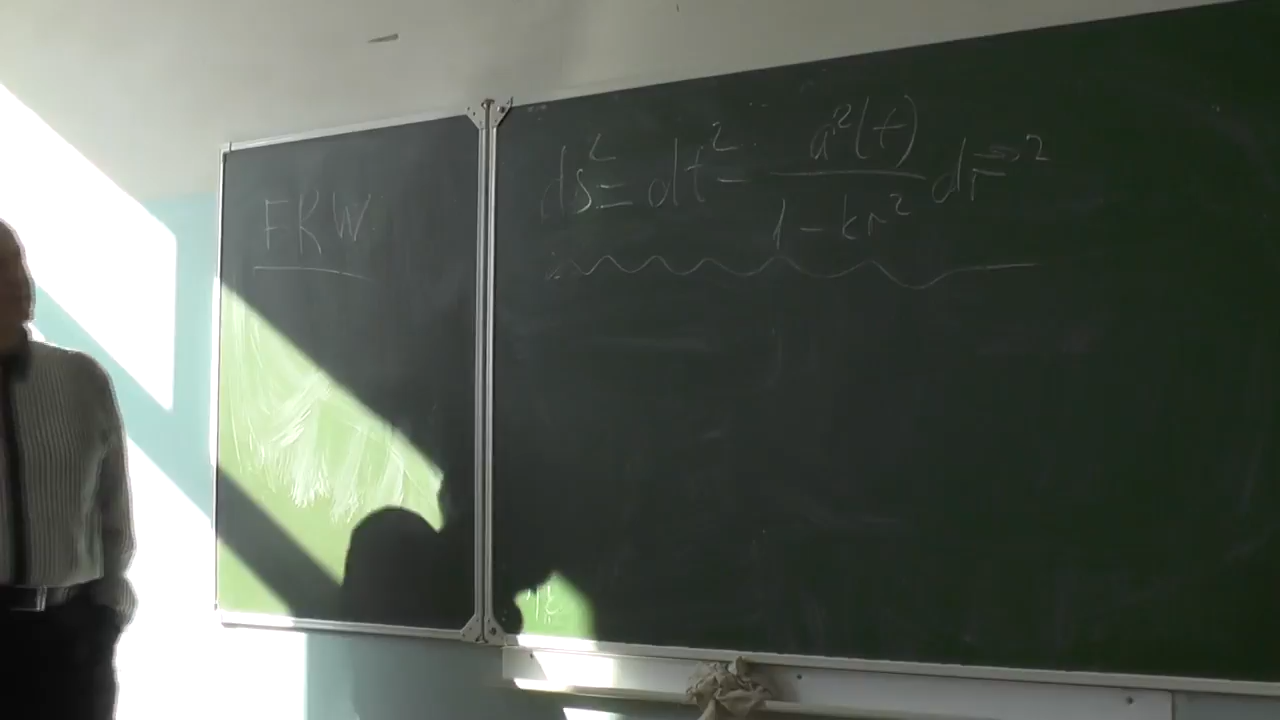 FRW
ds² = dt² - a²(t) / 1 - kr² dr⃗²